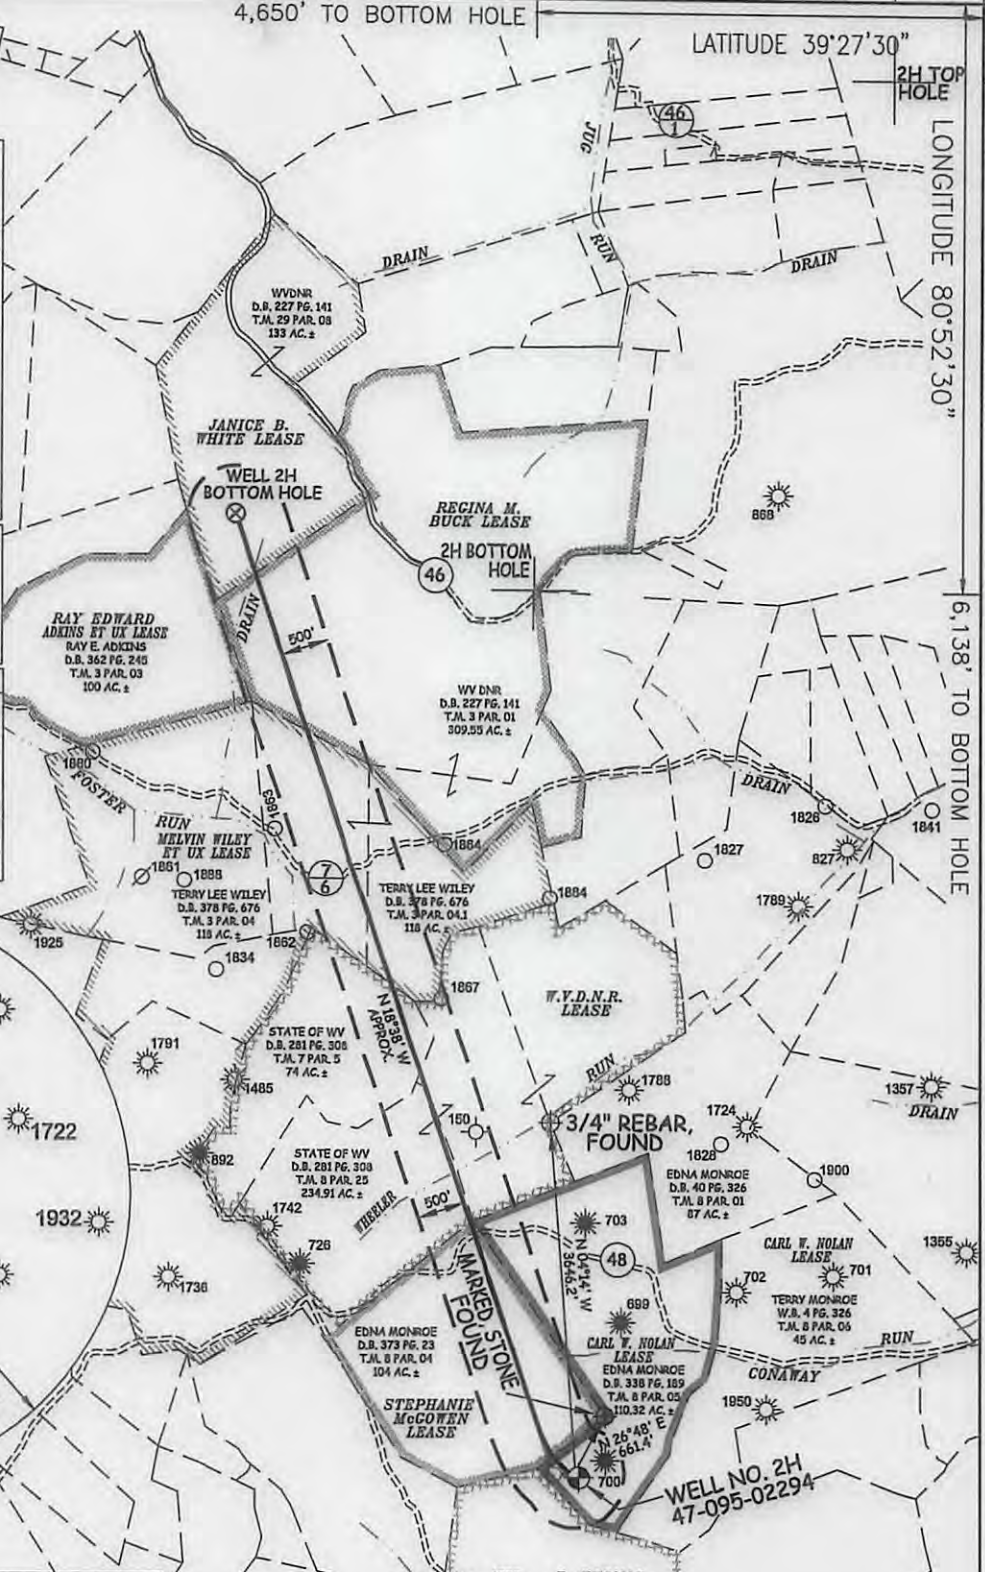 4,650' TO BOTTOM HOLE
LATITUDE 39°27'30"
2H TOP
HOLE
46
1
JUG
RUN
LONGITUDE 80°52'30"
DRAIN
DRAIN
WVDNR
D.B. 227 PG. 141
T.M. 29 PAR. 08
133 AC. ±
JANICE B.
WHITE LEASE
WELL 2H
BOTTOM HOLE
REGINA M.
BUCK LEASE
868
2H BOTTOM
HOLE
46
6,138' TO BOTTOM HOLE
RAY EDWARD
ADKINS ET UX LEASE
RAY E. ADKINS
D.B. 362 PG. 245
T.M. 3 PAR. 03
100 AC. ±
DRAIN
500'
WV DNR
D.B. 227 PG. 141
T.M. 3 PAR. 01
309.55 AC. ±
1880
FOSTER
RUN
1863
DRAIN
1826
1841
MELVIN WILEY
ET UX LEASE
1864
1827
827
1861
1888
7
6
TERRY LEE WILEY
D.B. 378 PG. 676
T.M. 3 PAR. 04
118 AC. ±
TERRY LEE WILEY
D.B. 378 PG. 676
T.M. 3 PAR. 04.1
118 AC. ±
1884
1789
1925
1862
1834
1867
W.V.D.N.R.
LEASE
N 18°38' W
APPROX.
STATE OF WV
D.B. 281 PG. 308
T.M. 7 PAR. 5
74 AC. ±
1791
1485
RUN
1788
1357
DRAIN
1722
150
3/4" REBAR,
FOUND
1724
1828
892
STATE OF WV
D.B. 281 PG. 308
T.M. 8 PAR. 25
234.91 AC. ±
WHEELER
500'
EDNA MONROE
D.B. 40 PG. 326
T.M. 8 PAR. 01
87 AC. ±
1900
1932
1742
703
726
48
N 04°14' W
3646.2'
CARL W. NOLAN
LEASE
1355
1736
702
701
MARKED STONE
FOUND
699
TERRY MONROE
W.B. 4 PG. 326
T.M. 8 PAR. 06
45 AC. ±
EDNA MONROE
D.B. 373 PG. 23
T.M. 8 PAR. 04
104 AC. ±
CARL W. NOLAN
LEASE
EDNA MONROE
D.B. 338 PG. 189
T.M. 8 PAR. 05
110.32 AC. ±
RUN
CONAWAY
STEPHANIE
McGOWEN
LEASE
1950
N 26°48' E
661.4'
700
WELL NO. 2H
47-095-02294